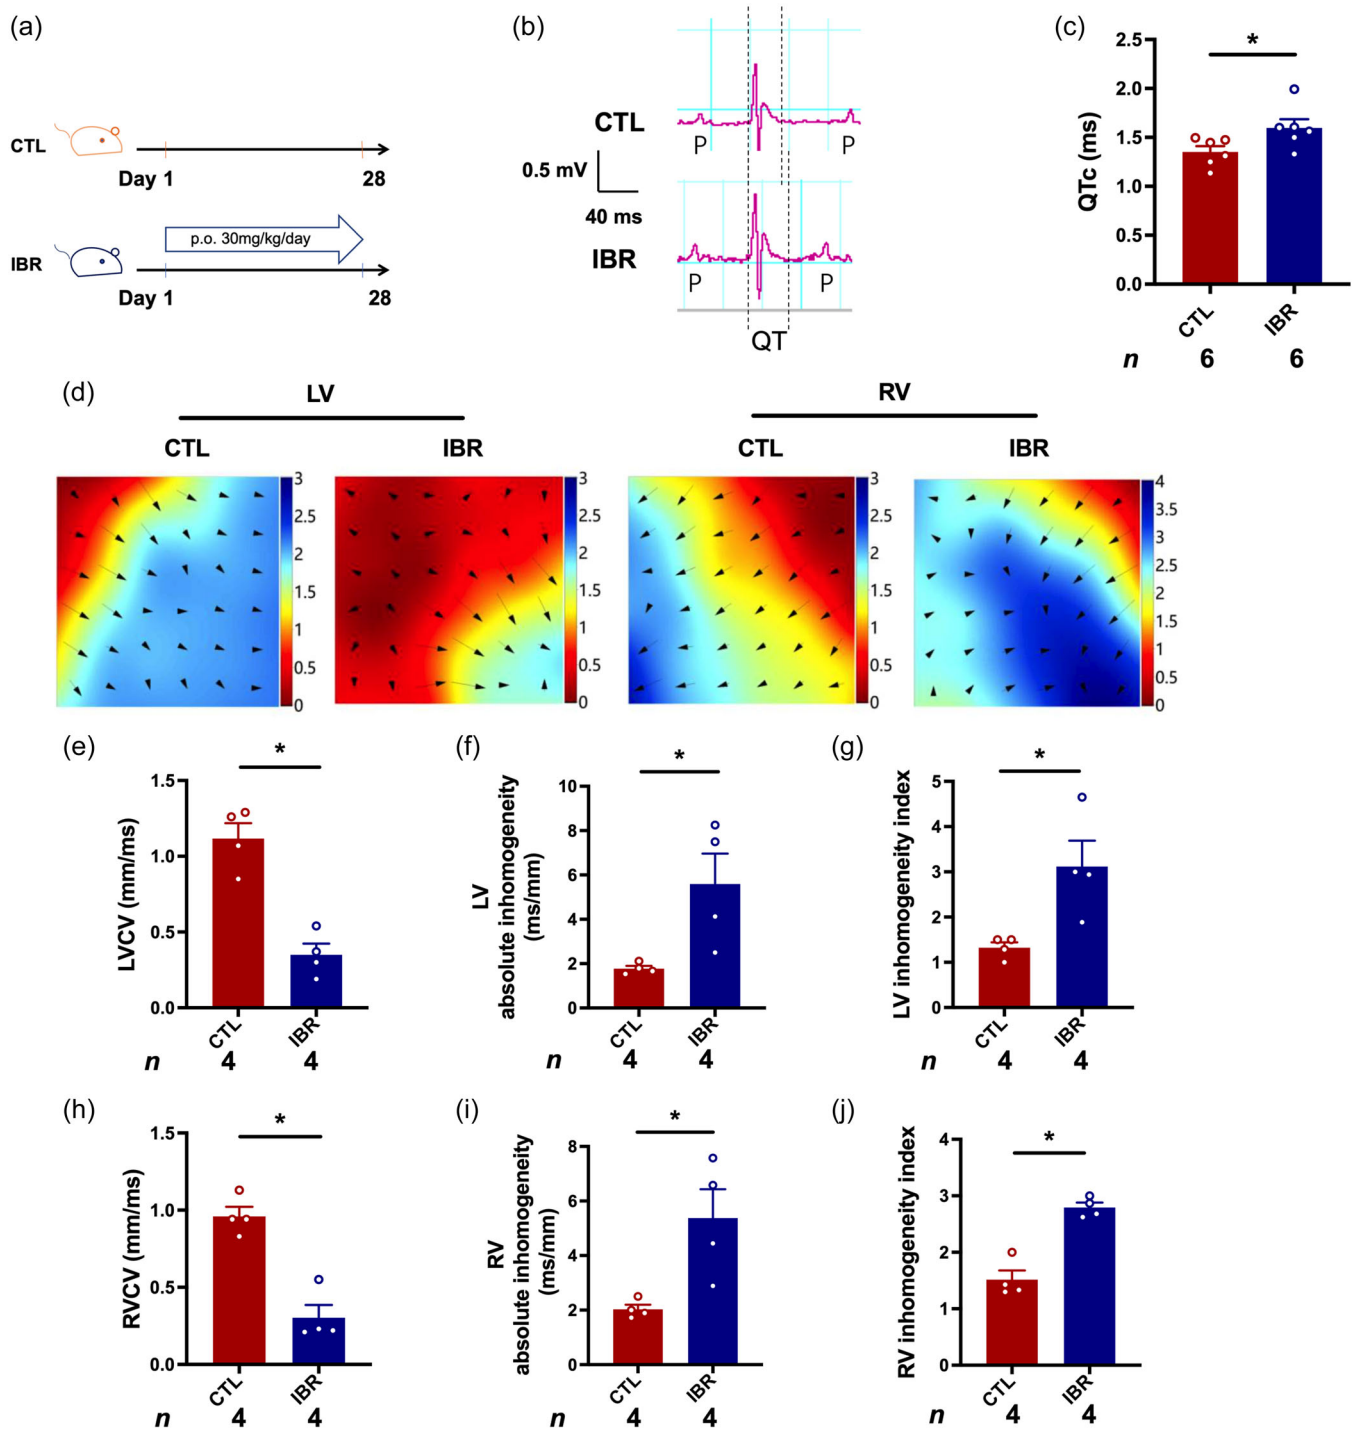 (a)
CTL
Day 1
28
p.o. 30mg/kg/day
IBR
Day 1
28
(b)
CTL
P
P
0.5 mV
40 ms
IBR
P
P
QT
(c)
QTc (ms)
2.5
2.0
1.5
1.0
0.5
0.0
*
CTL
IBR
n 6 6
(d)
LV
RV
CTL
IBR
CTL
IBR
3
2.5
2
1.5
1
0.5
0
3
2.5
2
1.5
1
0.5
0
3
2.5
2
1.5
1
0.5
0
4
3.5
3
2.5
2
1.5
1
0.5
0
(e)
LVCV (mm/ms)
1.5
1.0
0.5
0.0
*
CTL
IBR
n 4 4
(f)
LV
absolute inhomogeneity
(ms/mm)
10
8
6
4
2
0
*
CTL
IBR
n 4 4
(g)
LV inhomogeneity index
5
4
3
2
1
0
*
CTL
IBR
n 4 4
(h)
RVCV (mm/ms)
1.5
1.0
0.5
0.0
*
CTL
IBR
n 4 4
(i)
RV
absolute inhomogeneity
(ms/mm)
8
6
4
2
0
*
CTL
IBR
n 4 4
(j)
RV inhomogeneity index
4
3
2
1
0
*
CTL
IBR
n 4 4